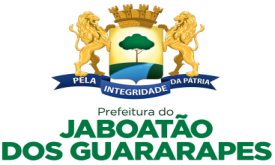 PELA INTEGRIDADE DA PÁTRIA
Prefeitura do
JABOATÃO
DOS GUARARAPES